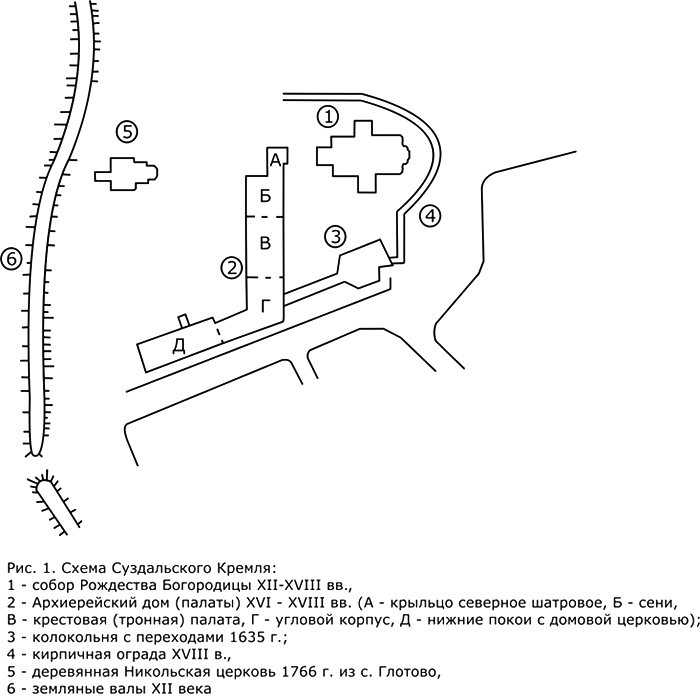 1
5
А
Б
4
3
В
6
2
Г
Д
Рис. 1. Схема Суздальского Кремля:
1 - собор Рождества Богородицы XII-XVIII вв.,
2 - Архиерейский дом (палаты) XVI - XVIII вв. (А - крыльцо северное шатровое, Б - сени,
В - крестовая (тронная) палата, Г - угловой корпус, Д - нижние покои с домовой церковью);
3 - колокольня с переходами 1635 г.;
4 - кирпичная ограда XVIII в.,
5 - деревянная Никольская церковь 1766 г. из с. Глотово,
6 - земляные валы XII века